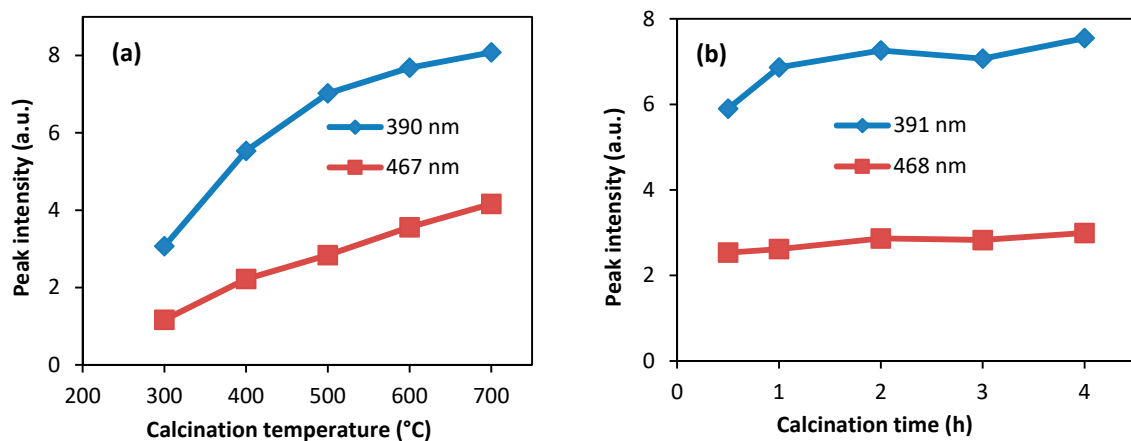 (a)
Peak intensity (a.u.)
8
6
4
2
0
390 nm
467 nm
200 300 400 500 600 700
Calcination temperature (°C)
(b)
Peak intensity (a.u.)
8
6
4
2
0
391 nm
468 nm
0 1 2 3 4
Calcination time (h)